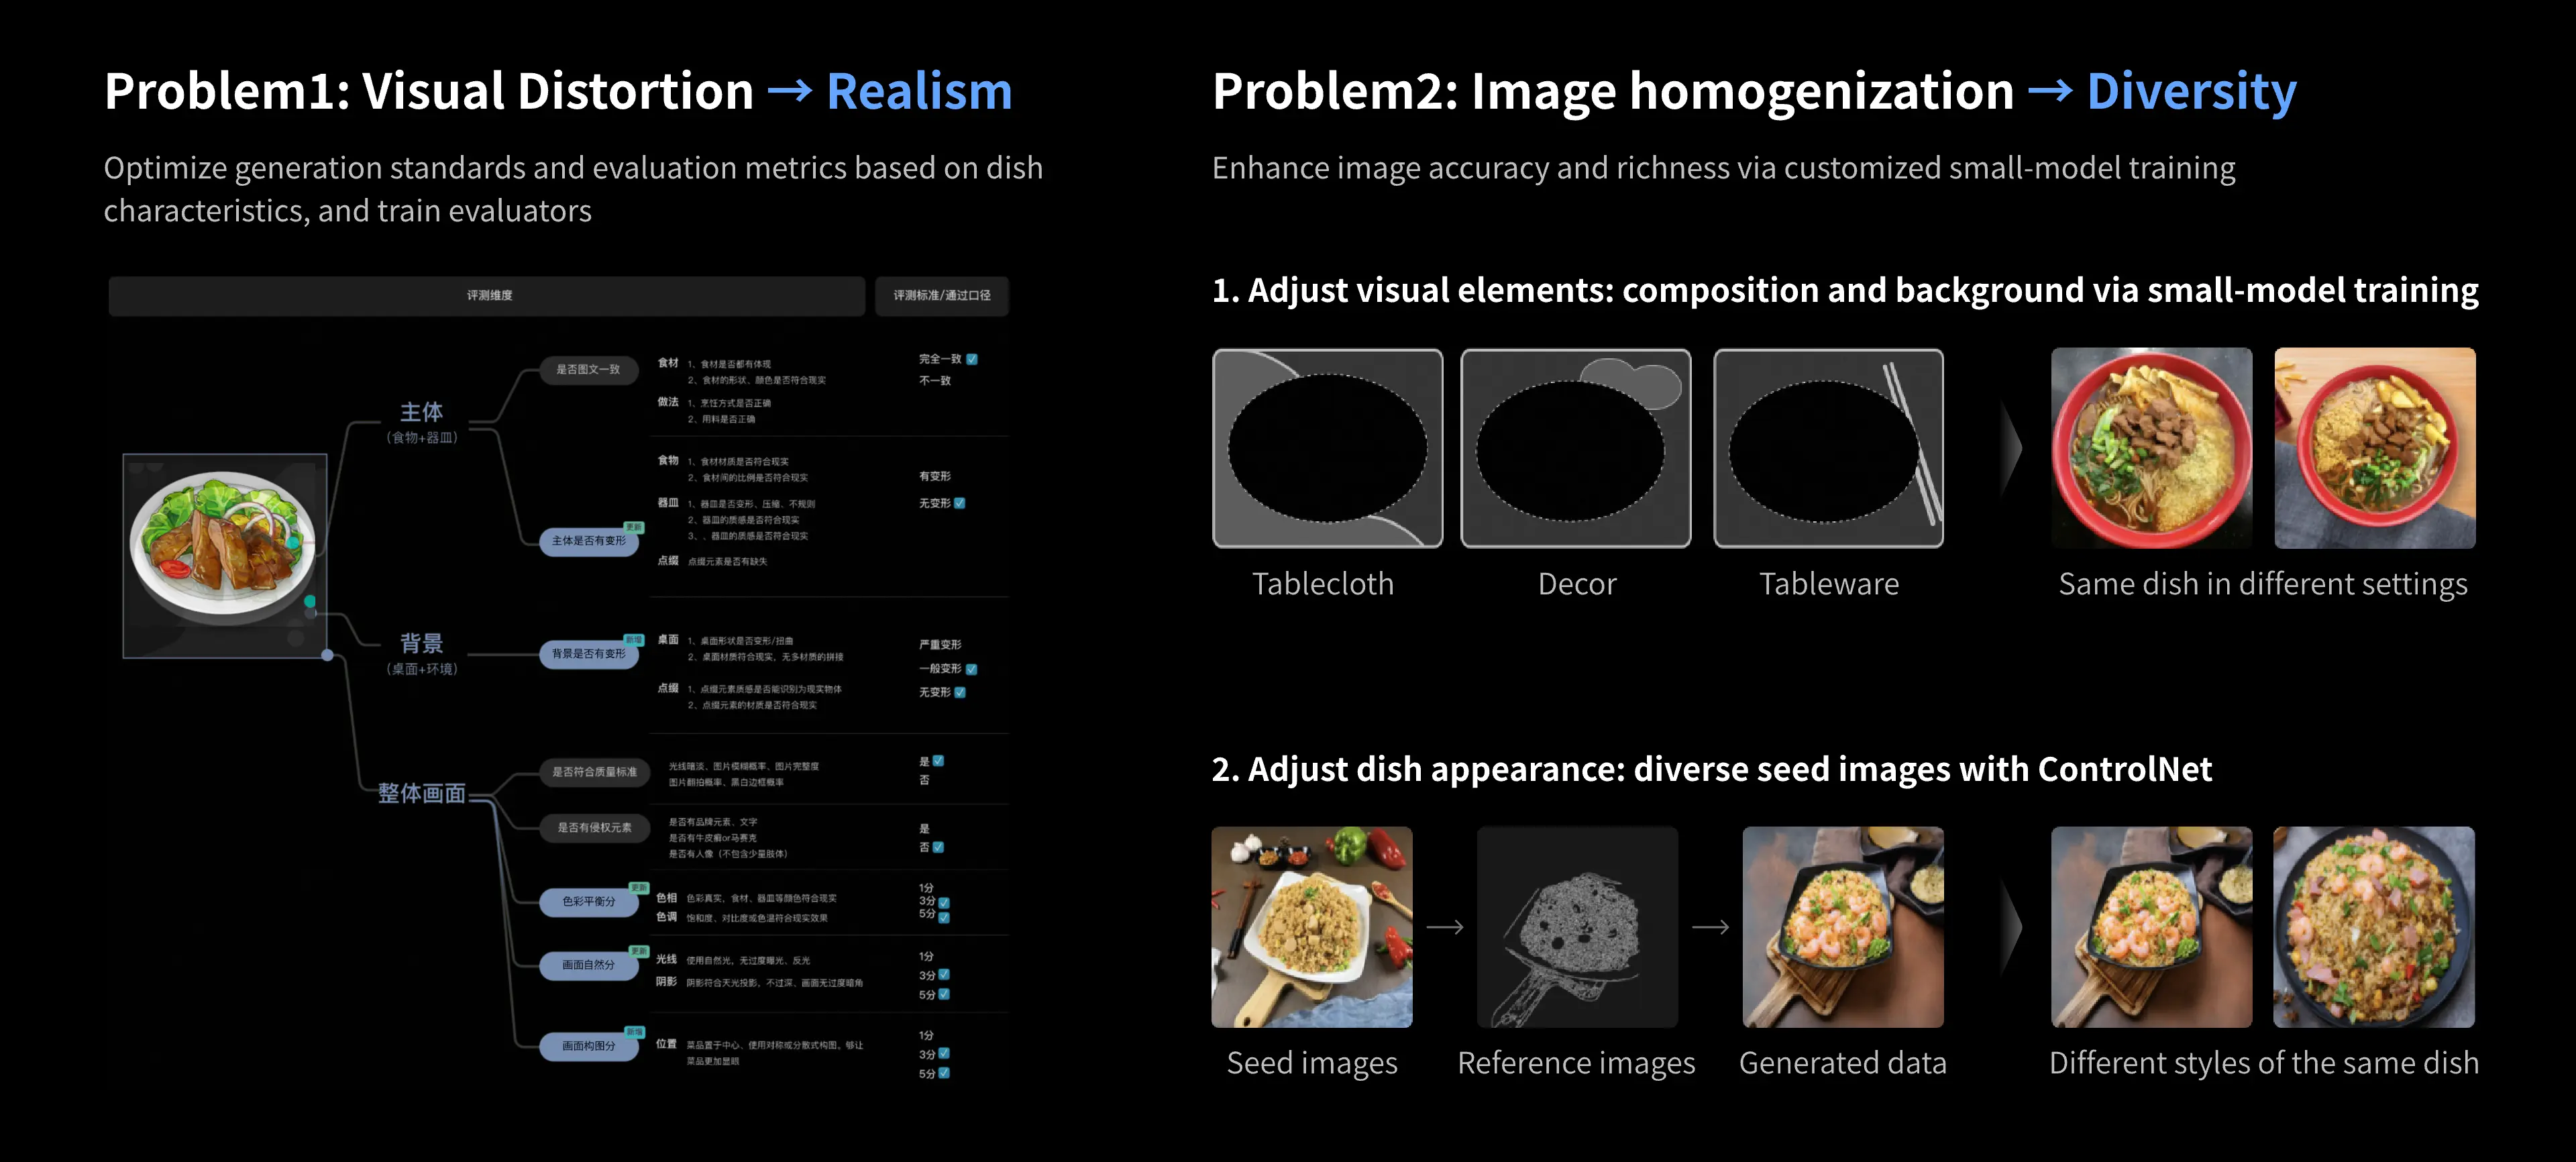 Problem1: Visual Distortion → Realism
Optimize generation standards and evaluation metrics based on dish
characteristics, and train evaluators
评测维度
评测标准/通过口径
主体
(食物+器皿)
是否图文一致
食材 1、食材是否都有体现
2、食材的形状、颜色是否符合现实
做法 1、烹饪方式是否正确
2、用料是否正确
完全一致
不一致
主体是否有变形
更新
食物 1、食材材质是否符合现实
2、食材间的比例是否符合现实
器皿 1、器皿是否变形、压缩、不规则
2、器皿的质感是否符合现实
3、、器皿的质感是否符合现实
点缀 点缀元素是否有缺失
有变形
无变形
背景
(桌面+环境)
背景是否有变形
新增
桌面 1、桌面形状是否变形/扭曲
2、桌面材质符合现实，无多材质的拼接
点缀 1、点缀元素质感是否能识别为现实物体
2、点缀元素的材质是否符合现实
严重变形
一般变形
无变形
整体画面
是否符合质量标准
光线暗淡、图片模糊概率、图片完整度
图片翻拍概率、黑白边框概率
是
否
是否有侵权元素
是否有品牌元素、文字
是否有牛皮癣or马赛克
是否有人像（不包含少量肢体）
是
否
色彩平衡分
更新
色相 色彩真实、食材、器皿等颜色符合现实
色调 饱和度、对比度或色温符合现实效果
1分
3分
5分
画面自然分
更新
光线 使用自然光，无过度曝光、反光
阴影 阴影符合天光投影，不过深、画面无过度暗角
1分
3分
5分
画面构图分
新增
位置 菜品置于中心、使用对称或分散式构图，够让
菜品更加显眼
1分
3分
5分
Problem2: Image homogenization → Diversity
Enhance image accuracy and richness via customized small-model training
1. Adjust visual elements: composition and background via small-model training
Tablecloth
Decor
Tableware
Same dish in different settings
2. Adjust dish appearance: diverse seed images with ControlNet
Seed images
Reference images
Generated data
Different styles of the same dish